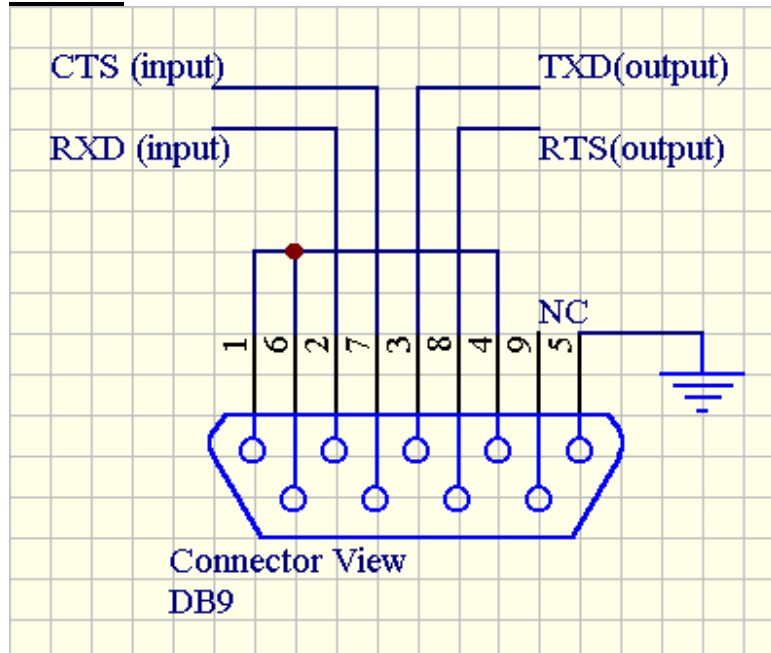 CTS (input)
TXD(output)
RXD (input)
RTS(output)
NC
1 6 2 7 3 8 4 9 5
Connector View
DB9